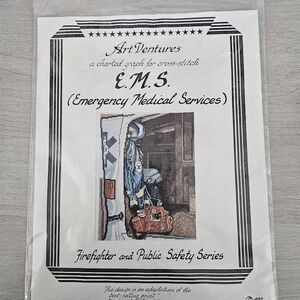 Art Ventures
a charted graph for cross-stitch
E.M.S.
(Emergency Medical Services)
Firefighter and Public Safety Series
This design is an adaptation of the
best-selling print